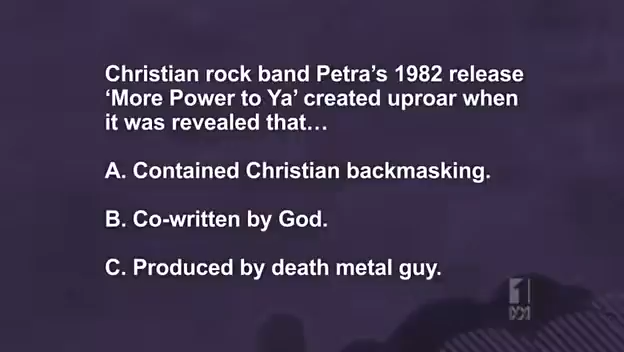 Christian rock band Petra’s 1982 release
‘More Power to Ya’ created uproar when
it was revealed that…
A. Contained Christian backmasking.
B. Co-written by God.
C. Produced by death metal guy.
1